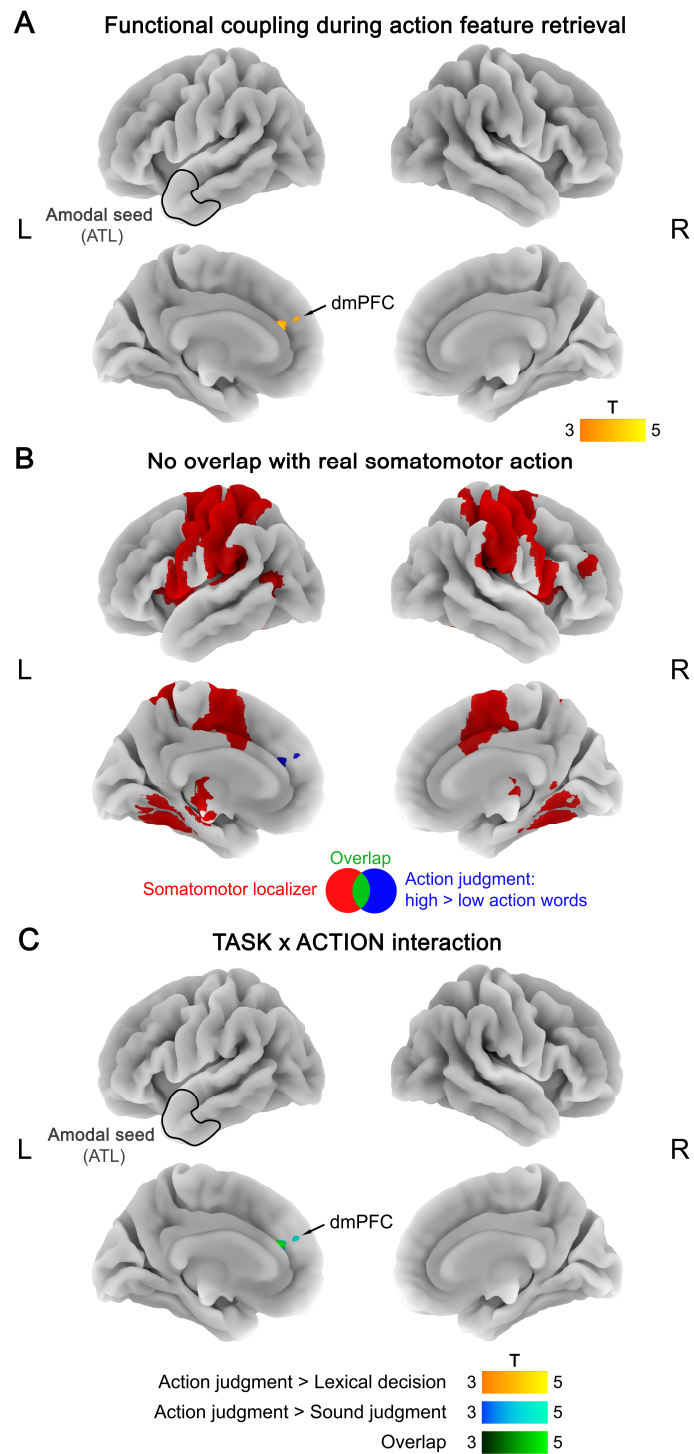 A
Functional coupling during action feature retrieval
Amodal seed
(ATL)
L
R
dmPFC
T
3
5
B
No overlap with real somatomotor action
L
R
Overlap
Somatomotor localizer
Action judgment:
high > low action words
C
TASK x ACTION interaction
Amodal seed
(ATL)
L
R
dmPFC
T
Action judgment > Lexical decision 3 5
Action judgment > Sound judgment 3 5
Overlap 3 5